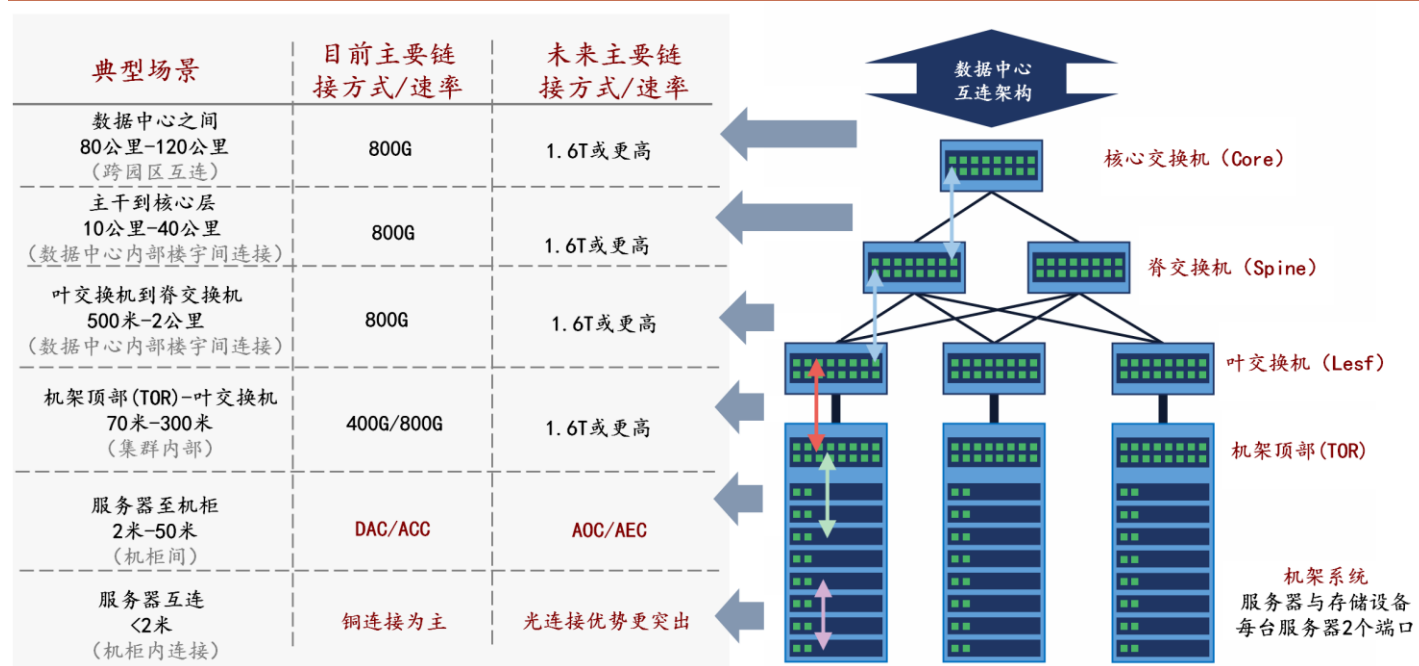 典型场景
目前主要链
接方式/速率
未来主要链
接方式/速率
数据中心之间
80公里-120公里
（跨园区互连）
800G
1.6T或更高
主干到核心层
10公里-40公里
（数据中心内部楼宇间连接）
800G
1.6T或更高
叶交换机到脊交换机
500米-2公里
（数据中心内部楼宇间连接）
800G
1.6T或更高
机架顶部(TOR)-叶交换机
70米-300米
（集群内部）
400G/800G
1.6T或更高
服务器至机柜
2米-50米
（机柜间）
DAC/ACC
AOC/AEC
服务器互连
<2米
（机柜内连接）
铜连接为主
光连接优势更突出
数据中心
互连架构
核心交换机（Core）
脊交换机（Spine）
叶交换机（Lesf）
机架顶部(TOR)
机架系统
服务器与存储设备
每台服务器2个端口